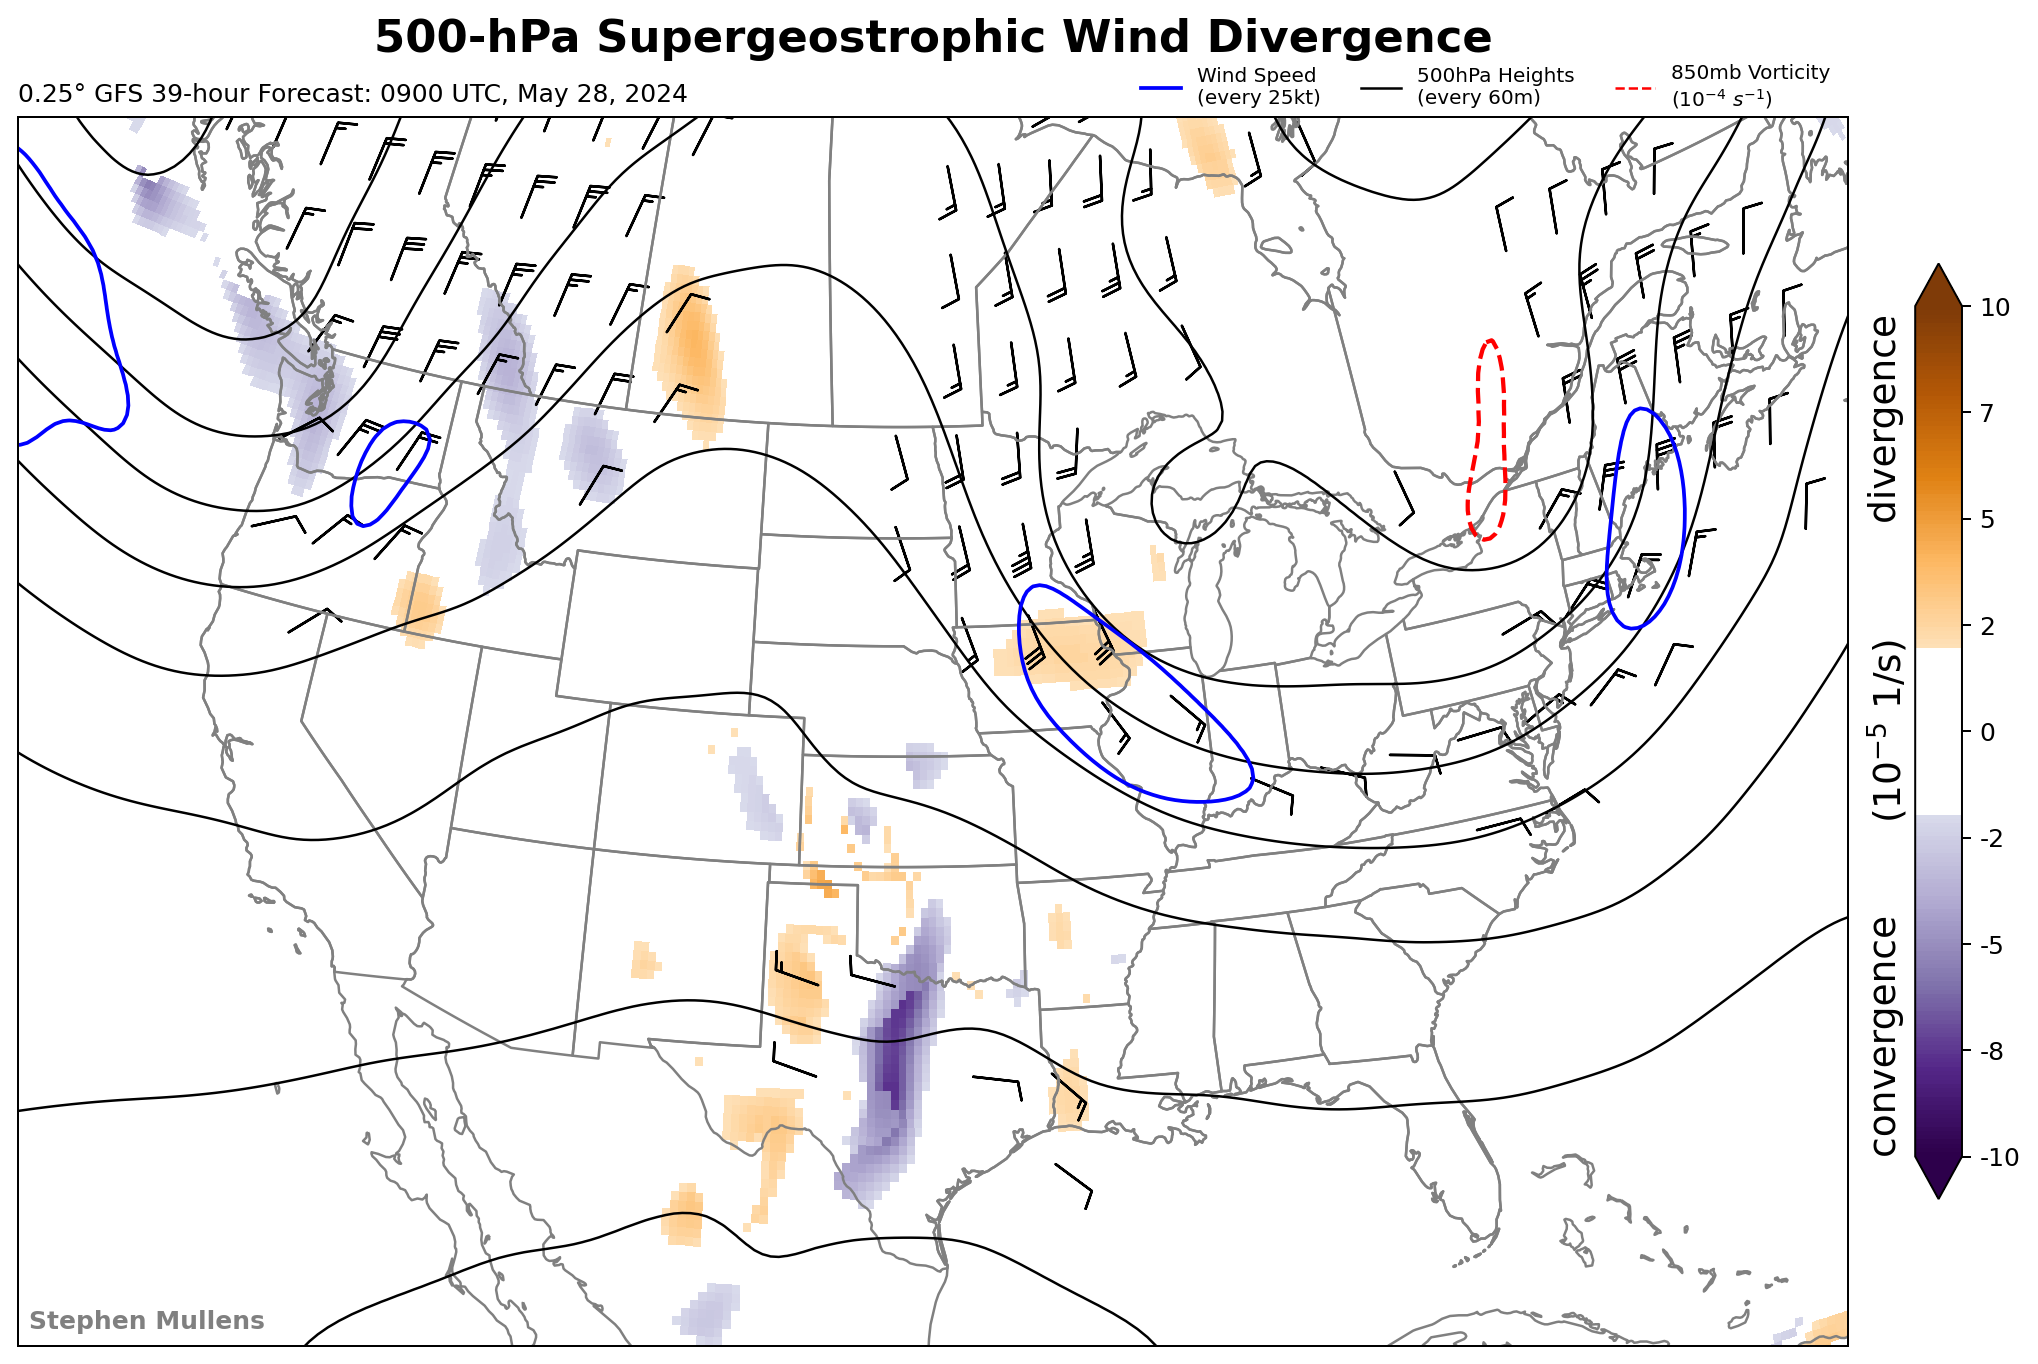 500-hPa Supergeostrophic Wind Divergence
0.25° GFS 39-hour Forecast: 0900 UTC, May 28, 2024
Wind Speed
(every 25kt)
500hPa Heights
(every 60m)
850mb Vorticity
(10⁻⁴ s⁻¹)
10
7
5
2
0
-2
-5
-8
-10
convergence (10⁻⁵ 1/s) divergence
Stephen Mullens